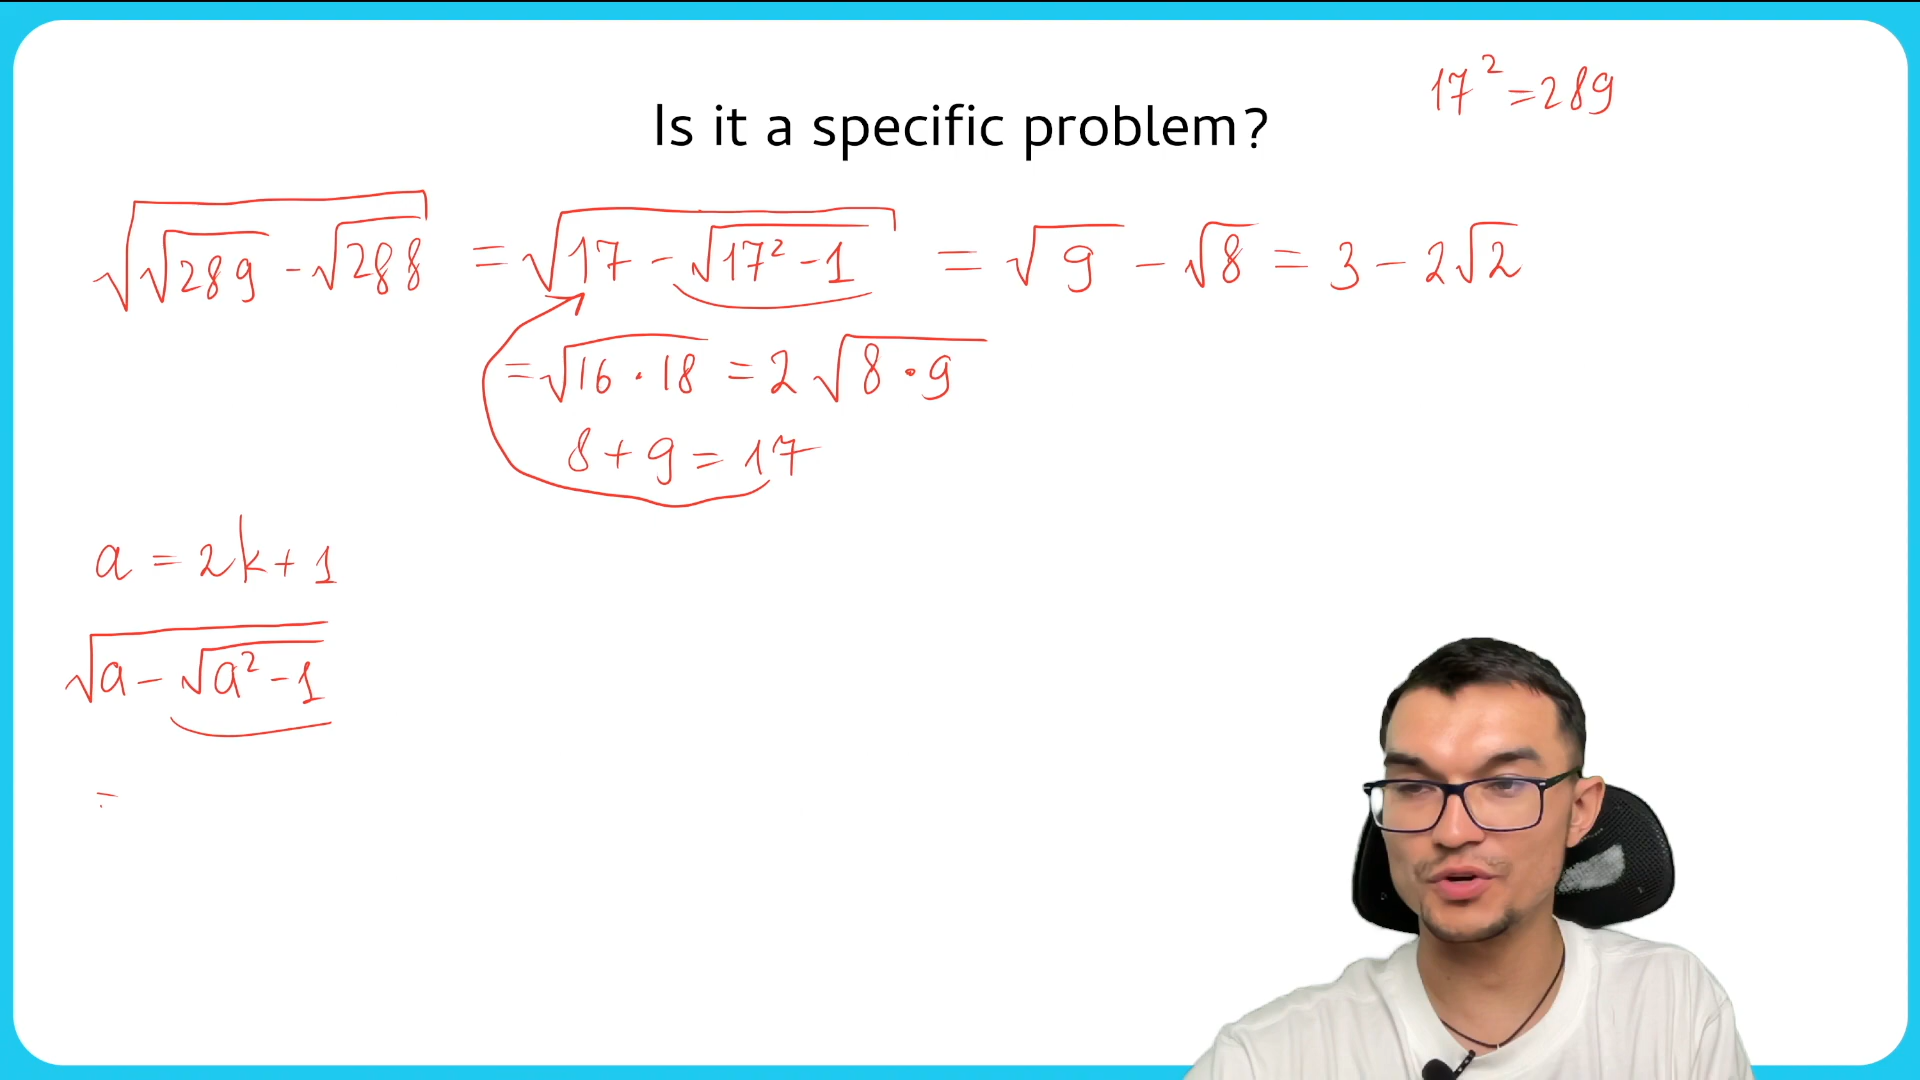 17² = 289
Is it a specific problem?
√(√289 - √288) = √(17 - √(17² - 1)) = √9 - √8 = 3 - 2√2
= √(16 · 18) = 2√(8 · 9)
8 + 9 = 17
a = 2k + 1
√(a - √(a² - 1))
=